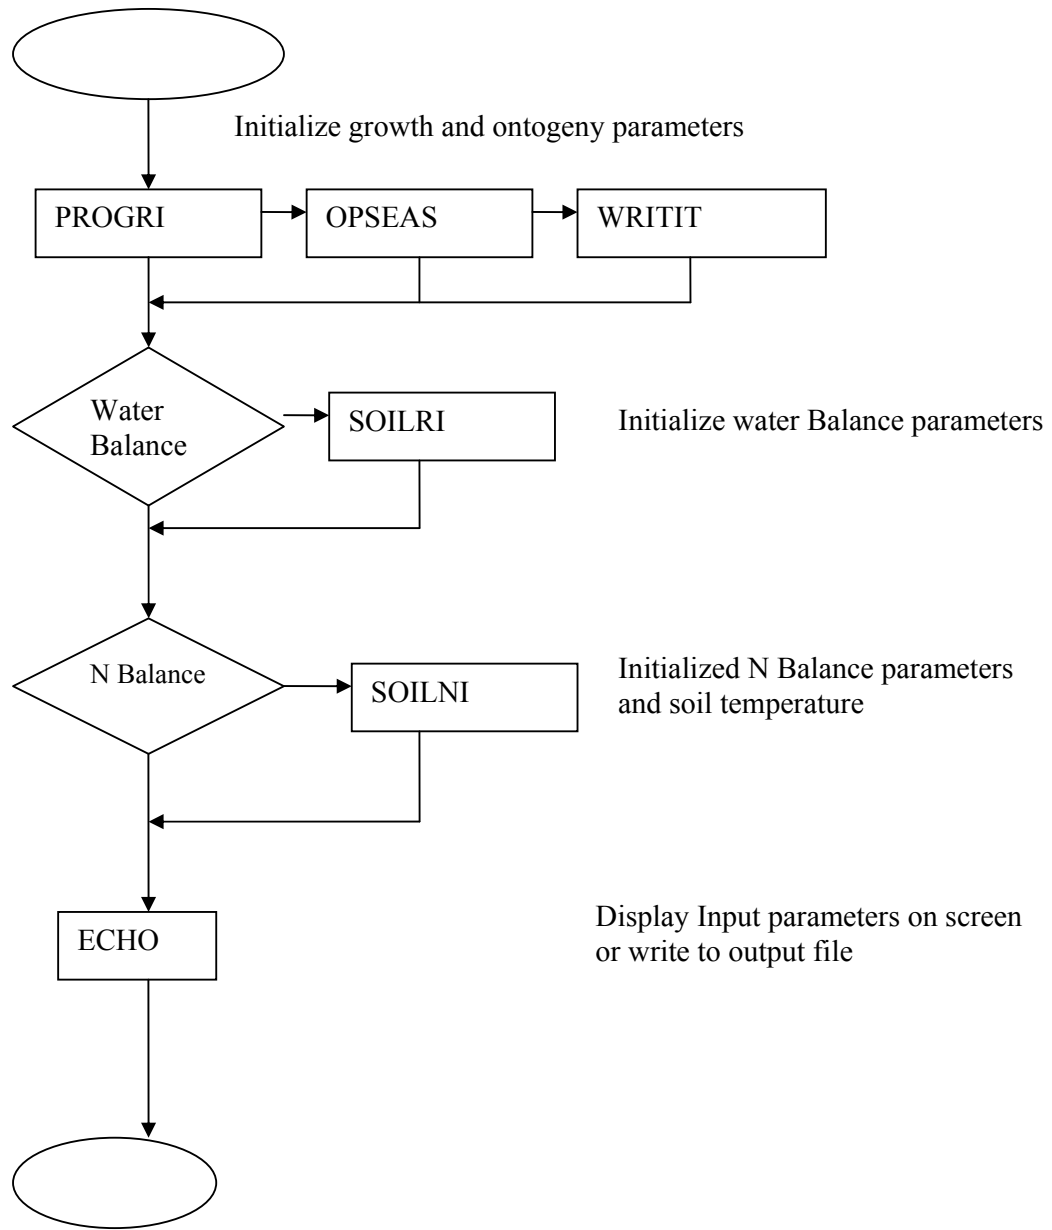 Initialize growth and ontogeny parameters
PROGRI
OPSEAS
WRITIT
Water
Balance
SOILRI
Initialize water Balance parameters
N Balance
SOILNI
Initialized N Balance parameters
and soil temperature
ECHO
Display Input parameters on screen
or write to output file